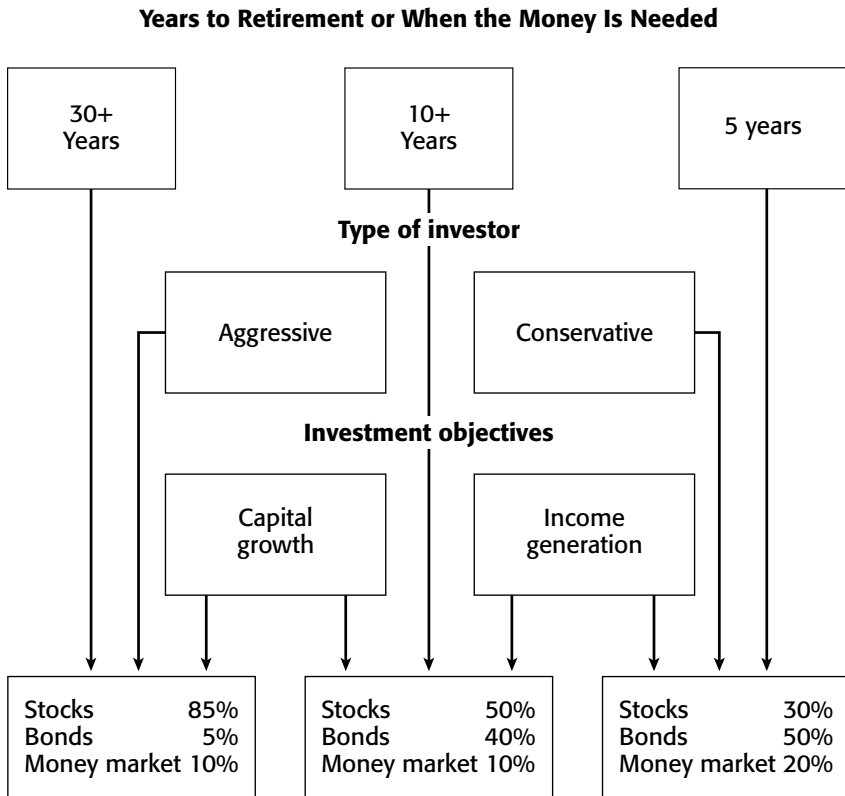 Years to Retirement or When the Money Is Needed
30+
Years
10+
Years
5 years
Type of investor
Aggressive
Conservative
Investment objectives
Capital
growth
Income
generation
Stocks 85%
Bonds 5%
Money market 10%
Stocks 50%
Bonds 40%
Money market 10%
Stocks 30%
Bonds 50%
Money market 20%